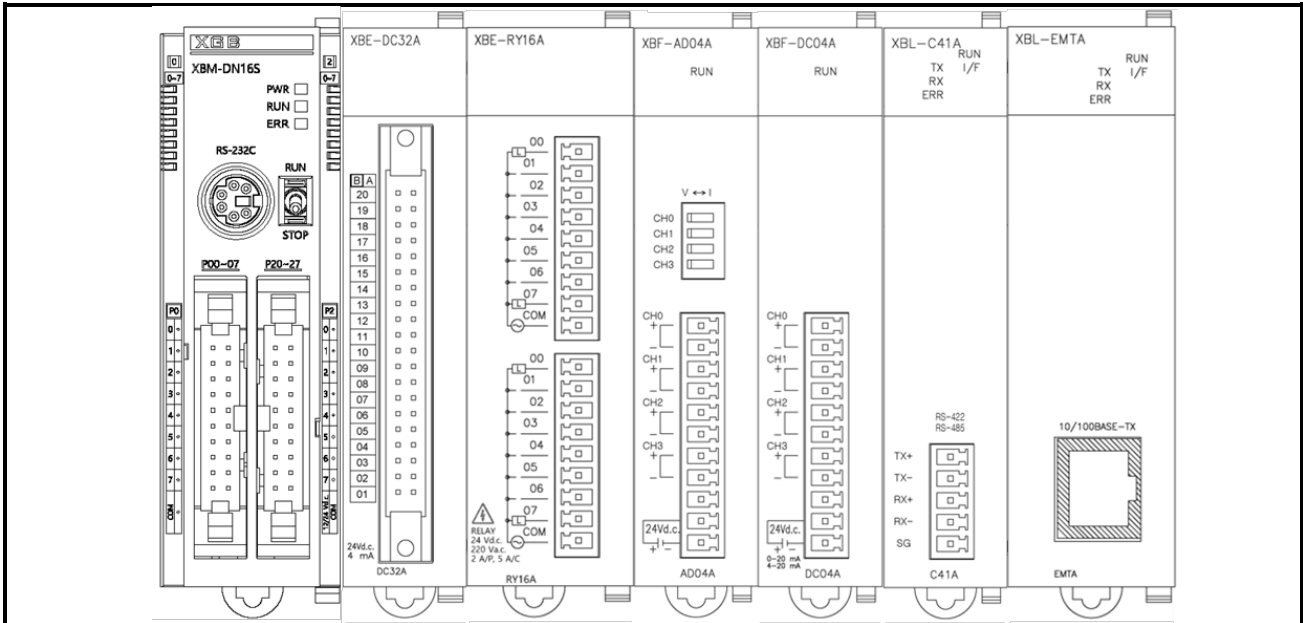 XGB
XBM-DN16S
PWR
RUN
ERR
RS-232C
RUN
STOP
P00~07 P20~27
0
0~7
P0
0
1
2
3
4
5
6
7
COM
2
0~7
P2
0
1
2
3
4
5
6
7
XBE-DC32A
B A
20
19
18
17
16
15
14
13
12
11
10
09
08
07
06
05
04
03
02
01
24Vd.c.
4 mA
DC32A
XBE-RY16A
00
L
01
02
03
04
05
06
07
L
COM
00
L
01
02
03
04
05
06
07
L
COM
RELAY
24 Vd.c.
220 Va.c.
2 A/P, 5 A/C
RY16A
XBF-AD04A
RUN
V ↔ I
CH0
CH1
CH2
CH3
CH0
+
-
CH1
+
-
CH2
+
-
CH3
+
-
24Vd.c.
+ -
AD04A
XBF-DC04A
RUN
CH0
+
-
CH1
+
-
CH2
+
-
CH3
+
-
24Vd.c.
+ -
0-20 mA
4-20 mA
DC04A
XBL-C41A
RUN
TX I/F
RX
ERR
RS-422
RS-485
TX+
TX-
RX+
RX-
SG
C41A
XBL-EMTA
RUN
TX I/F
RX
ERR
10/100BASE-TX
EMTA